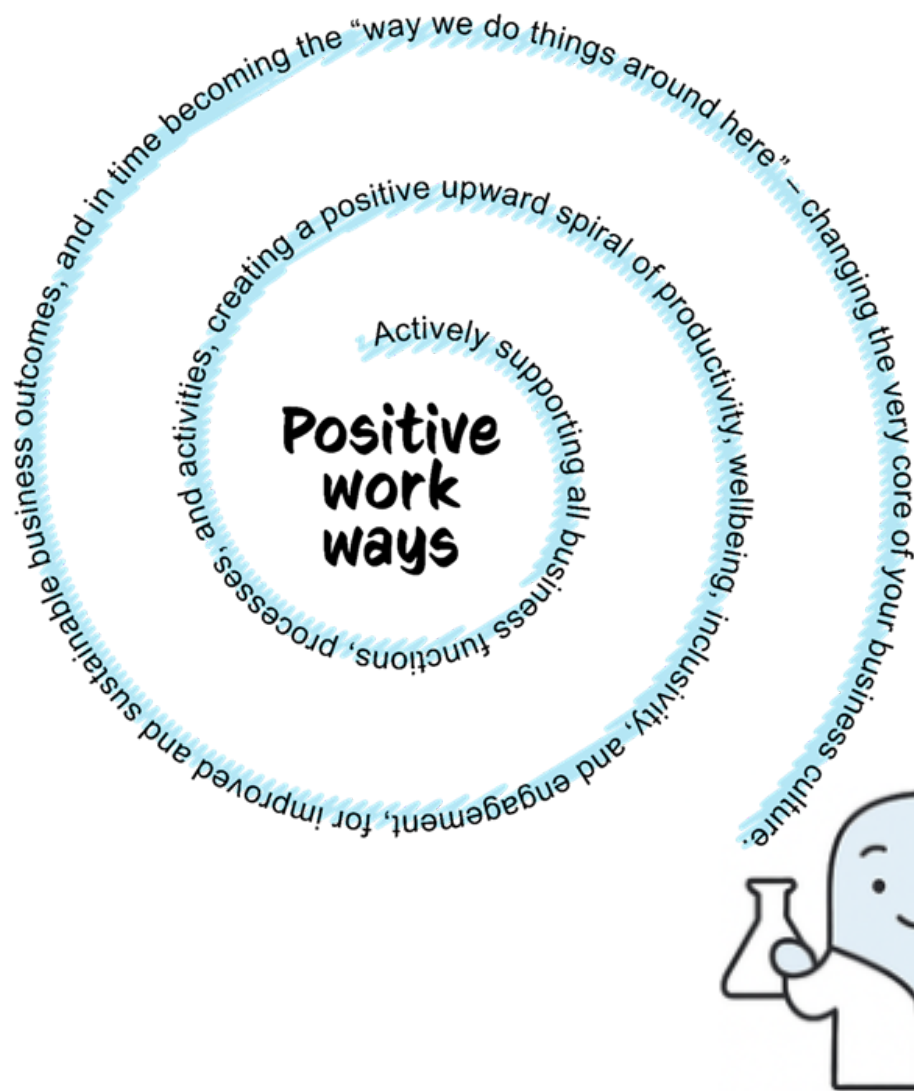 Positive
work
ways
Actively supporting all business functions, processes, and activities, creating a positive upward spiral of productivity, wellbeing, inclusivity, and engagement, for improved and sustainable business outcomes, and in time becoming the “way we do things around here” – changing the very core of your business culture.